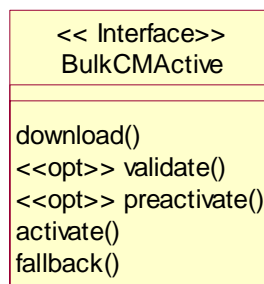 << Interface>>
BulkCMActive
download()
<<opt>> validate()
<<opt>> preactivate()
activate()
fallback()